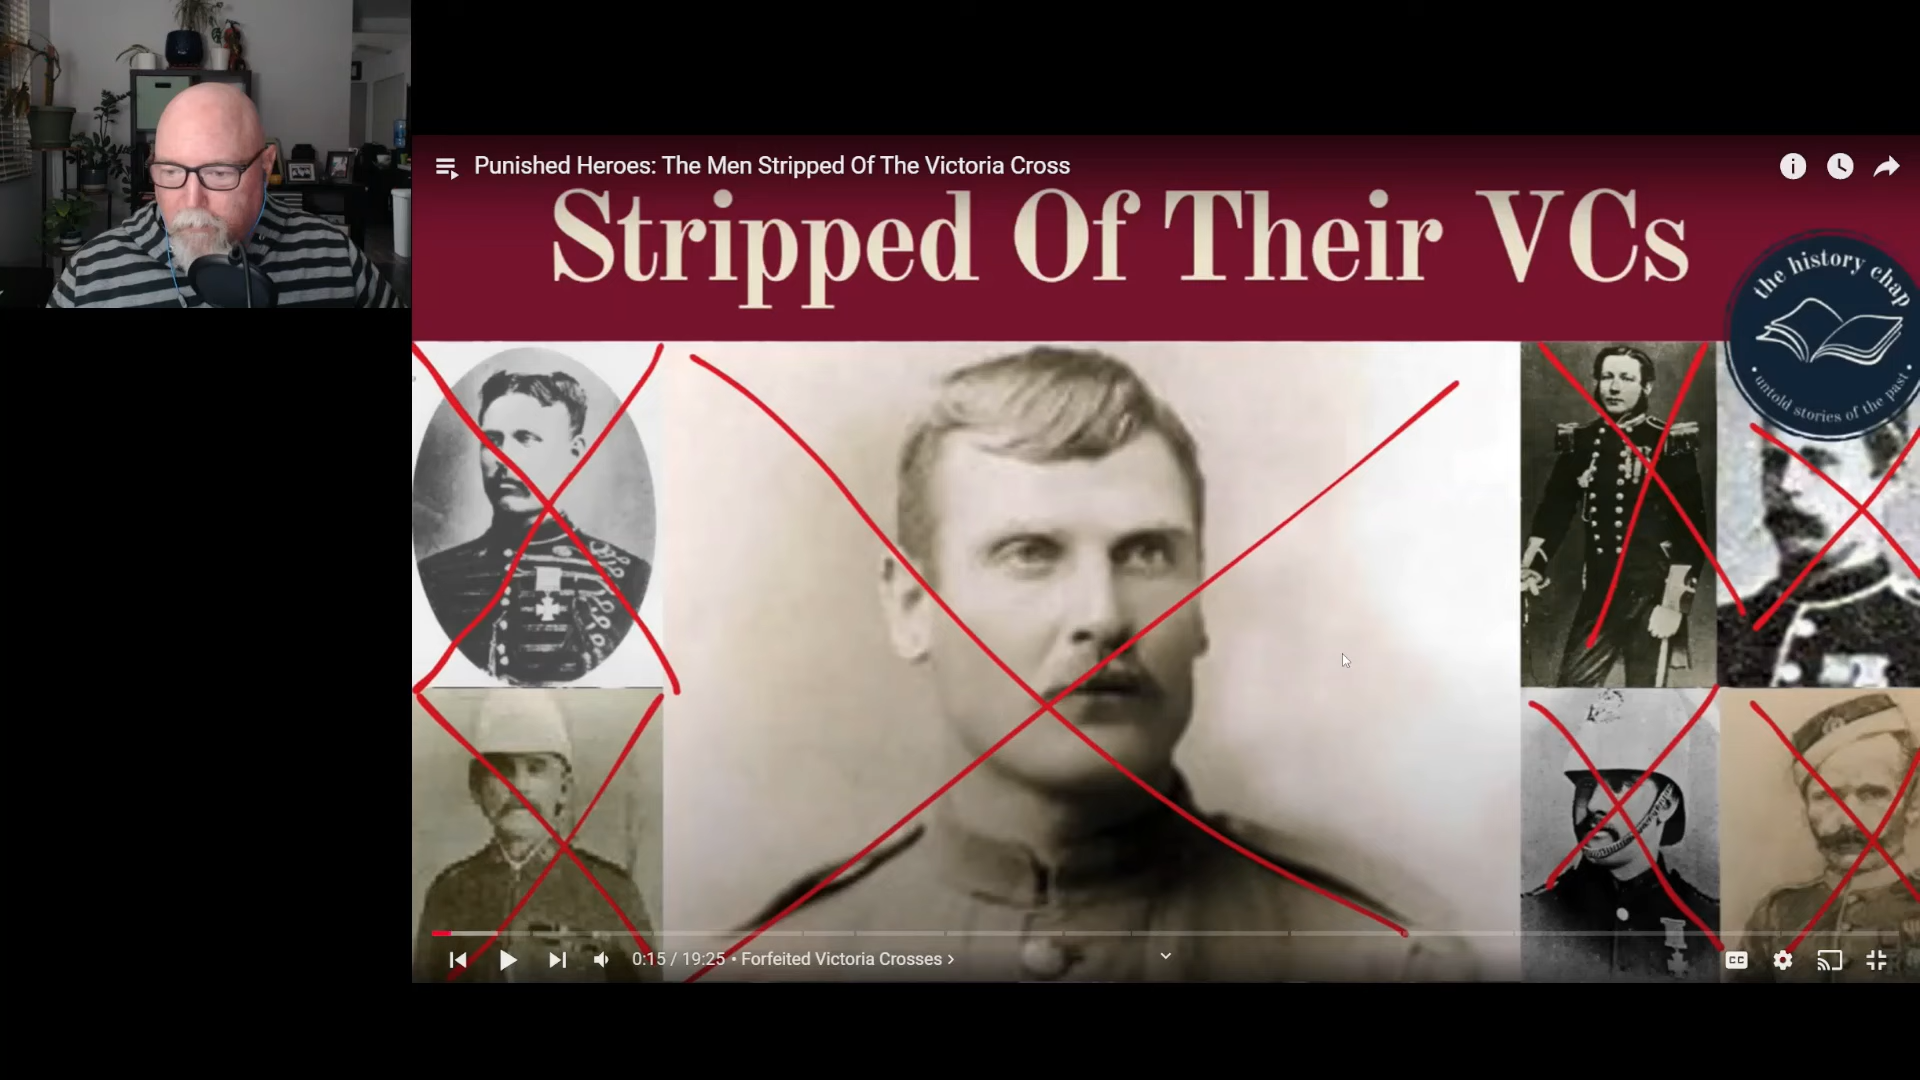 Punished Heroes: The Men Stripped Of The Victoria Cross
Stripped Of Their VCs
the history chap
• untold stories of the past •
0:15 / 19:25 • Forfeited Victoria Crosses ›
CC